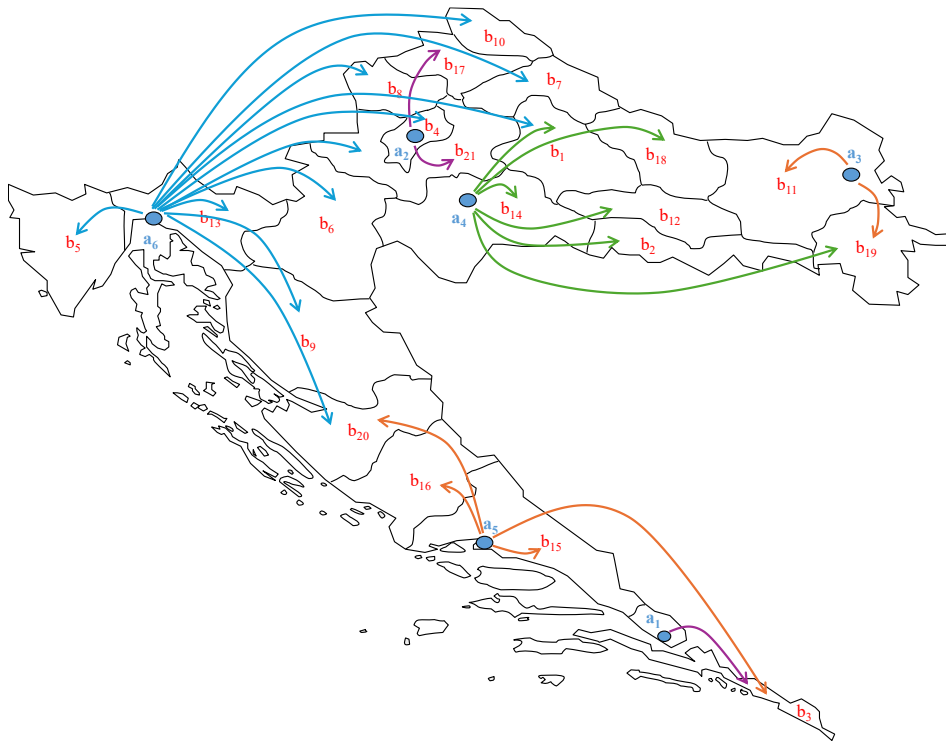 b₁₀
b₁₇
b₈
b₇
b₄
a₂
b₂₁
b₁
b₁₈
a₃
b₁₁
b₁₄
a₄
b₁₂
b₂
b₁₉
b₆
b₁₃
b₅
a₆
b₉
b₂₀
b₁₆
a₅
b₁₅
a₁
b₃